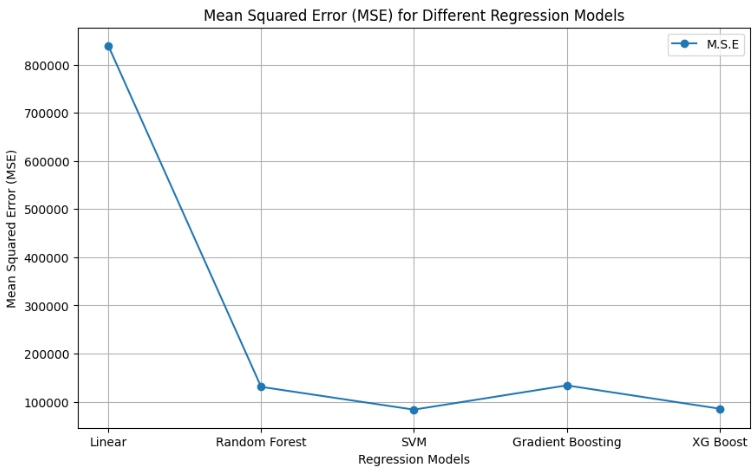 Mean Squared Error (MSE) for Different Regression Models
M.S.E
Mean Squared Error (MSE)
800000
700000
600000
500000
400000
300000
200000
100000
Linear
Random Forest
SVM
Gradient Boosting
XG Boost
Regression Models